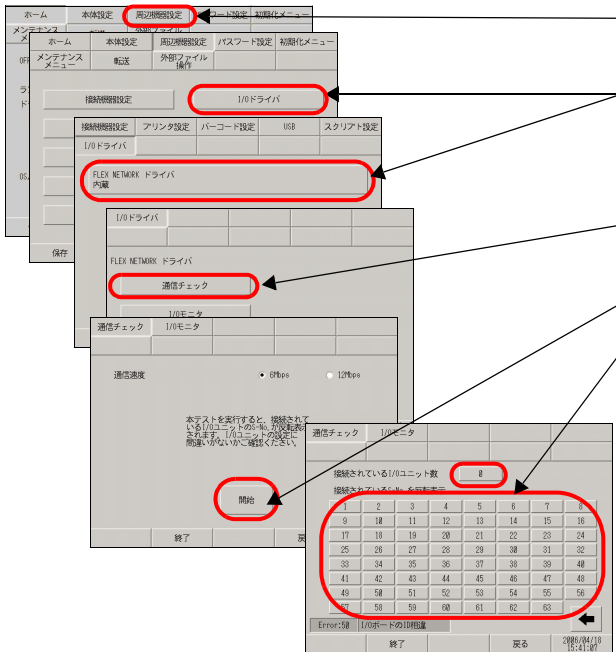 ホーム 本体設定 周辺機器設定 パスワード設定 初期化メニュー
メンテナンス 転送 外部ファイル
ホーム 本体設定 周辺機器設定 パスワード設定 初期化メニュー
メンテナンス
メニュー 転送 外部ファイル
操作
接続機器設定 I/Oドライバ
保存
接続機器設定 プリンタ設定 バーコード設定 USB スクリプト設定
I/Oドライバ
FLEX NETWORK ドライバ
内蔵
I/Oドライバ
FLEX NETWORK ドライバ
通信チェック
I/Oモニタ
通信チェック I/Oモニタ
通信速度 6Mbps 12Mbps
本テストを実行すると、接続されて
いるI/OユニットのS-No.が反転表示
されます。I/Oユニットの設定に
間違いがないかご確認ください。
開始
終了 戻
通信チェック I/Oモニタ
接続されているI/Oユニット数 0
接続されているS-No.を反転表示
1 2 3 4 5 6 7 8
9 10 11 12 13 14 15 16
17 18 19 20 21 22 23 24
25 26 27 28 29 30 31 32
33 34 35 36 37 38 39 40
41 42 43 44 45 46 47 48
49 50 51 52 53 54 55 56
57 58 59 60 61 62 63
Error:50 I/OボードのID相違
終了 戻る 2006/04/18
15:41:07